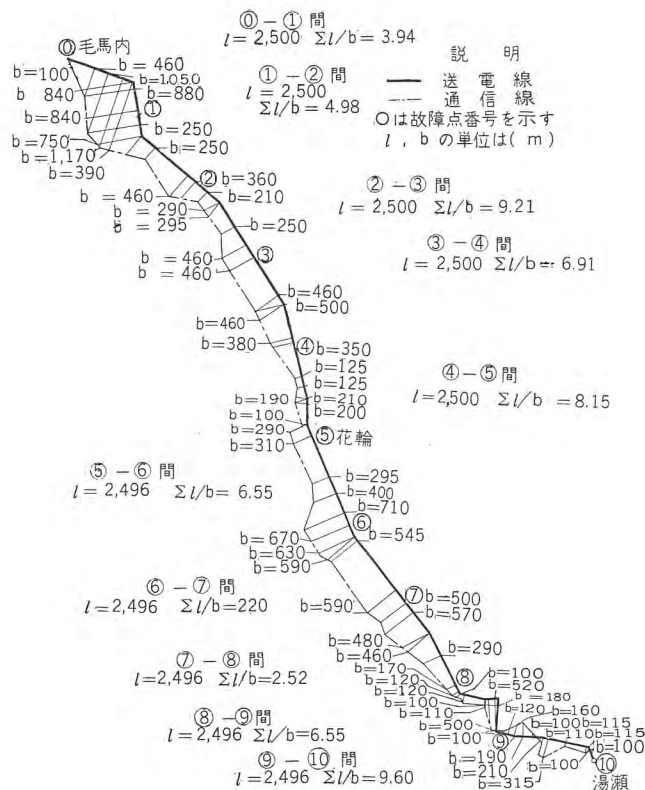 ⓪－①間
l＝2,500 Σl/b＝3.94
⓪毛馬内
b＝460
b＝100
b＝1,050
b 840
b＝880
b＝840
①
b＝250
b＝750
b＝250
b＝1,170
b＝390
①－②間
l＝2,500
Σl/b＝4.98
説明
送電線
通信線
○は故障点番号を示す
l，bの単位は(m)
②
b＝360
b＝460
b＝210
b＝290
b＝295
b＝250
②－③間
l＝2,500 Σl/b＝9.21
③
b＝460
b＝460
③－④間
l＝2,500 Σl/b＝6.91
b＝460
b＝500
b＝460
b＝380
④
b＝350
b＝125
b＝125
b＝190
b＝210
b＝100
b＝200
b＝290
b＝310
④－⑤間
l＝2,500 Σl/b＝8.15
⑤花輪
⑤－⑥間
l＝2,496 Σl/b＝6.55
b＝295
b＝400
b＝710
⑥
b＝545
b＝670
b＝630
b＝590
⑥－⑦間
l＝2,496 Σl/b＝220
⑦
b＝500
b＝590
b＝570
b＝480
b＝290
b＝460
⑦－⑧間
l＝2,496 Σl/b＝2.52
b＝170
⑧
b＝100
b＝120
b＝520
b＝120
b＝180
b＝100
b＝120
b＝160
b＝110
b＝100
b＝115
b＝500
b＝110
b＝115
b＝100
⑨
b＝100
b＝190
b＝100
⑩
b＝210
b＝315
湯瀬
⑧－⑨間
l＝2,496 Σl/b＝6.55
⑨－⑩間
l＝2,496 Σl/b＝9.60